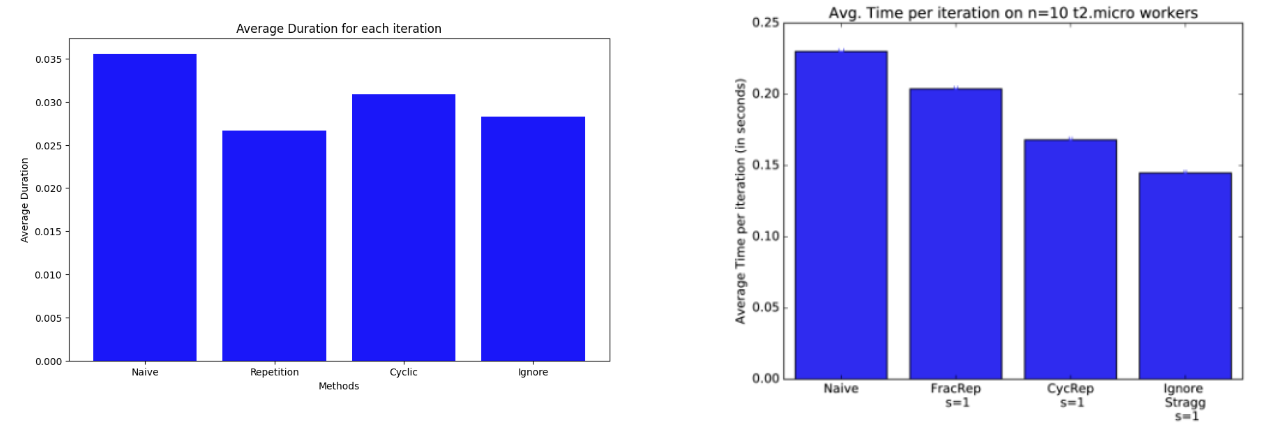 Average Duration for each iteration
Average Duration
0.035
0.030
0.025
0.020
0.015
0.010
0.005
0.000
Naive Repetition Cyclic Ignore
Methods
Avg. Time per iteration on n=10 t2.micro workers
Average Time per iteration (in seconds)
0.25
0.20
0.15
0.10
0.05
0.00
Naive FracRep CycRep Ignore
s=1 s=1 Stragg
s=1